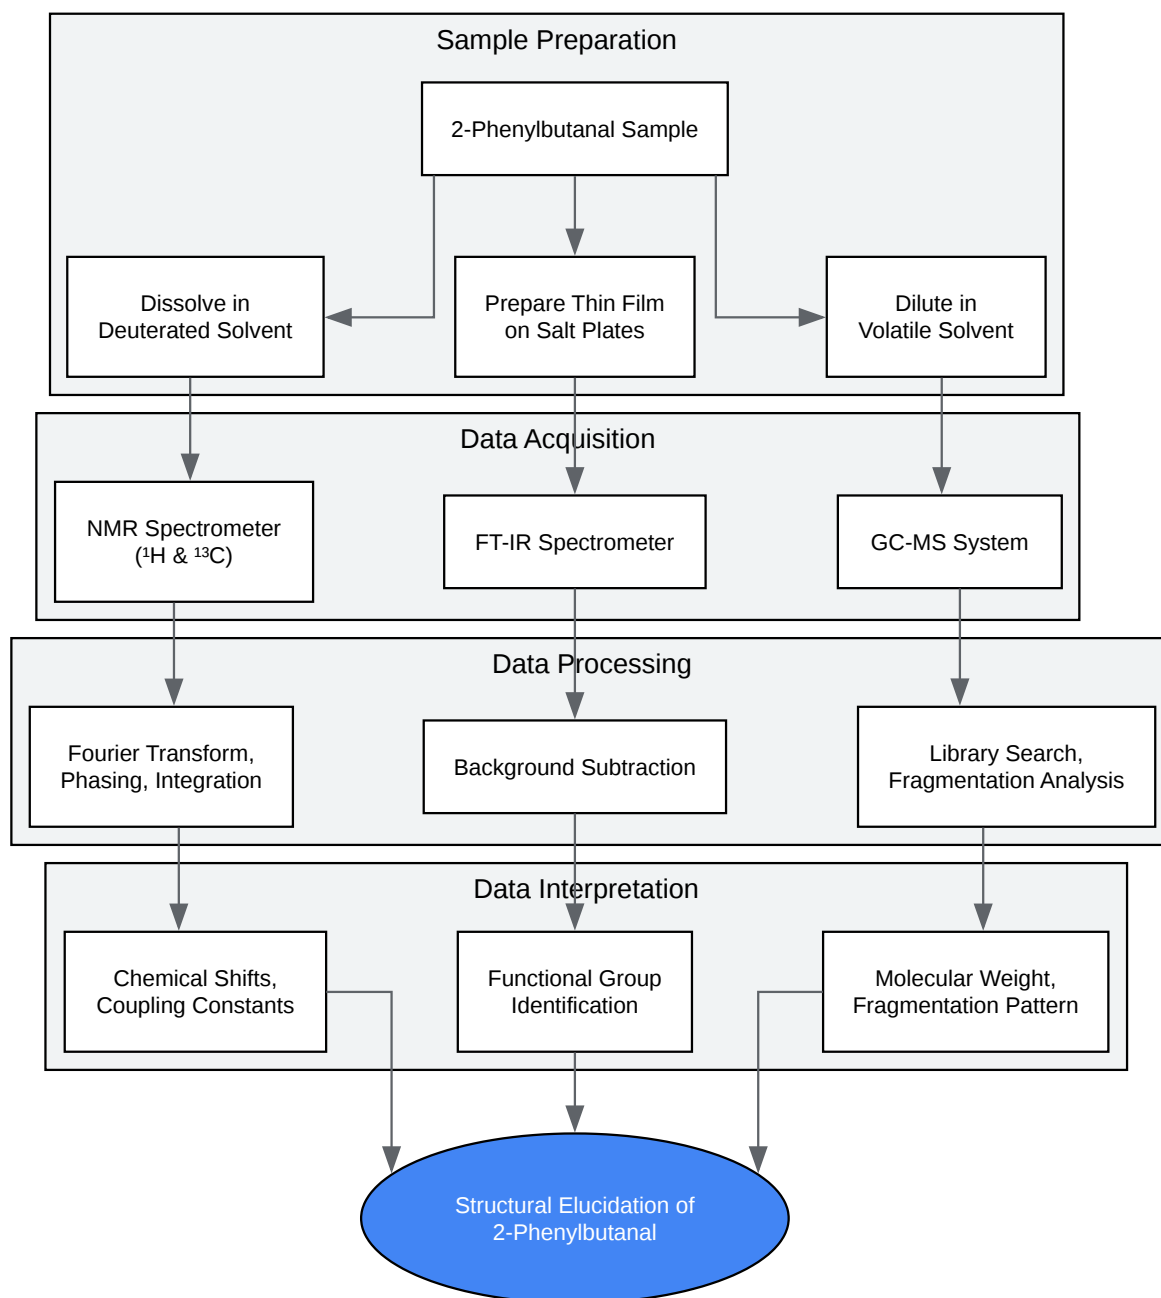 Sample Preparation
2-Phenylbutanal Sample
Dissolve in
Deuterated Solvent
Prepare Thin Film
on Salt Plates
Dilute in
Volatile Solvent
Data Acquisition
NMR Spectrometer
(¹H & ¹³C)
FT-IR Spectrometer
GC-MS System
Data Processing
Fourier Transform,
Phasing, Integration
Background Subtraction
Library Search,
Fragmentation Analysis
Data Interpretation
Chemical Shifts,
Coupling Constants
Functional Group
Identification
Molecular Weight,
Fragmentation Pattern
Structural Elucidation of
2-Phenylbutanal